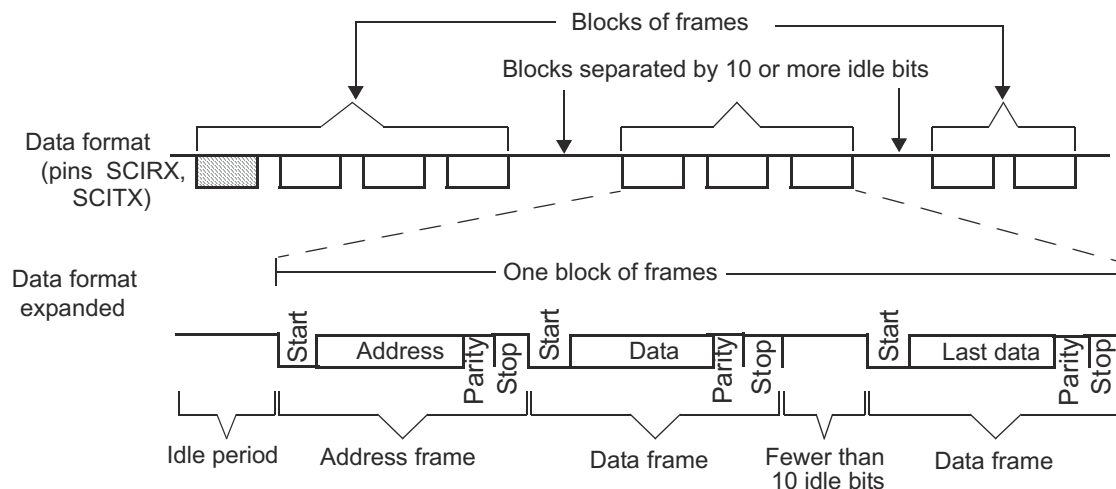 Blocks of frames
Blocks separated by 10 or more idle bits
Data format
(pins SCIRX,
SCITX)
One block of frames
Data format
expanded
Start
Address
Parity
Stop
Start
Data
Parity
Stop
Start
Last data
Parity
Stop
Idle period
Address frame
Data frame
Fewer than
10 idle bits
Data frame